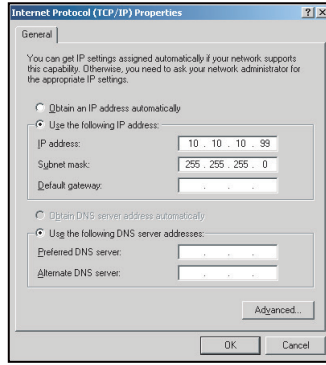 Internet Protocol (TCP/IP) Properties
General
You can get IP settings assigned automatically if your network supports
this capability. Otherwise, you need to ask your network administrator for
the appropriate IP settings.
Obtain an IP address automatically
Use the following IP address:
IP address: 10 . 10 . 10 . 99
Subnet mask: 255 . 255 . 255 . 0
Default gateway: . . .
Obtain DNS server address automatically
Use the following DNS server addresses:
Preferred DNS server: . . .
Alternate DNS server: . . .
Advanced...
OK Cancel